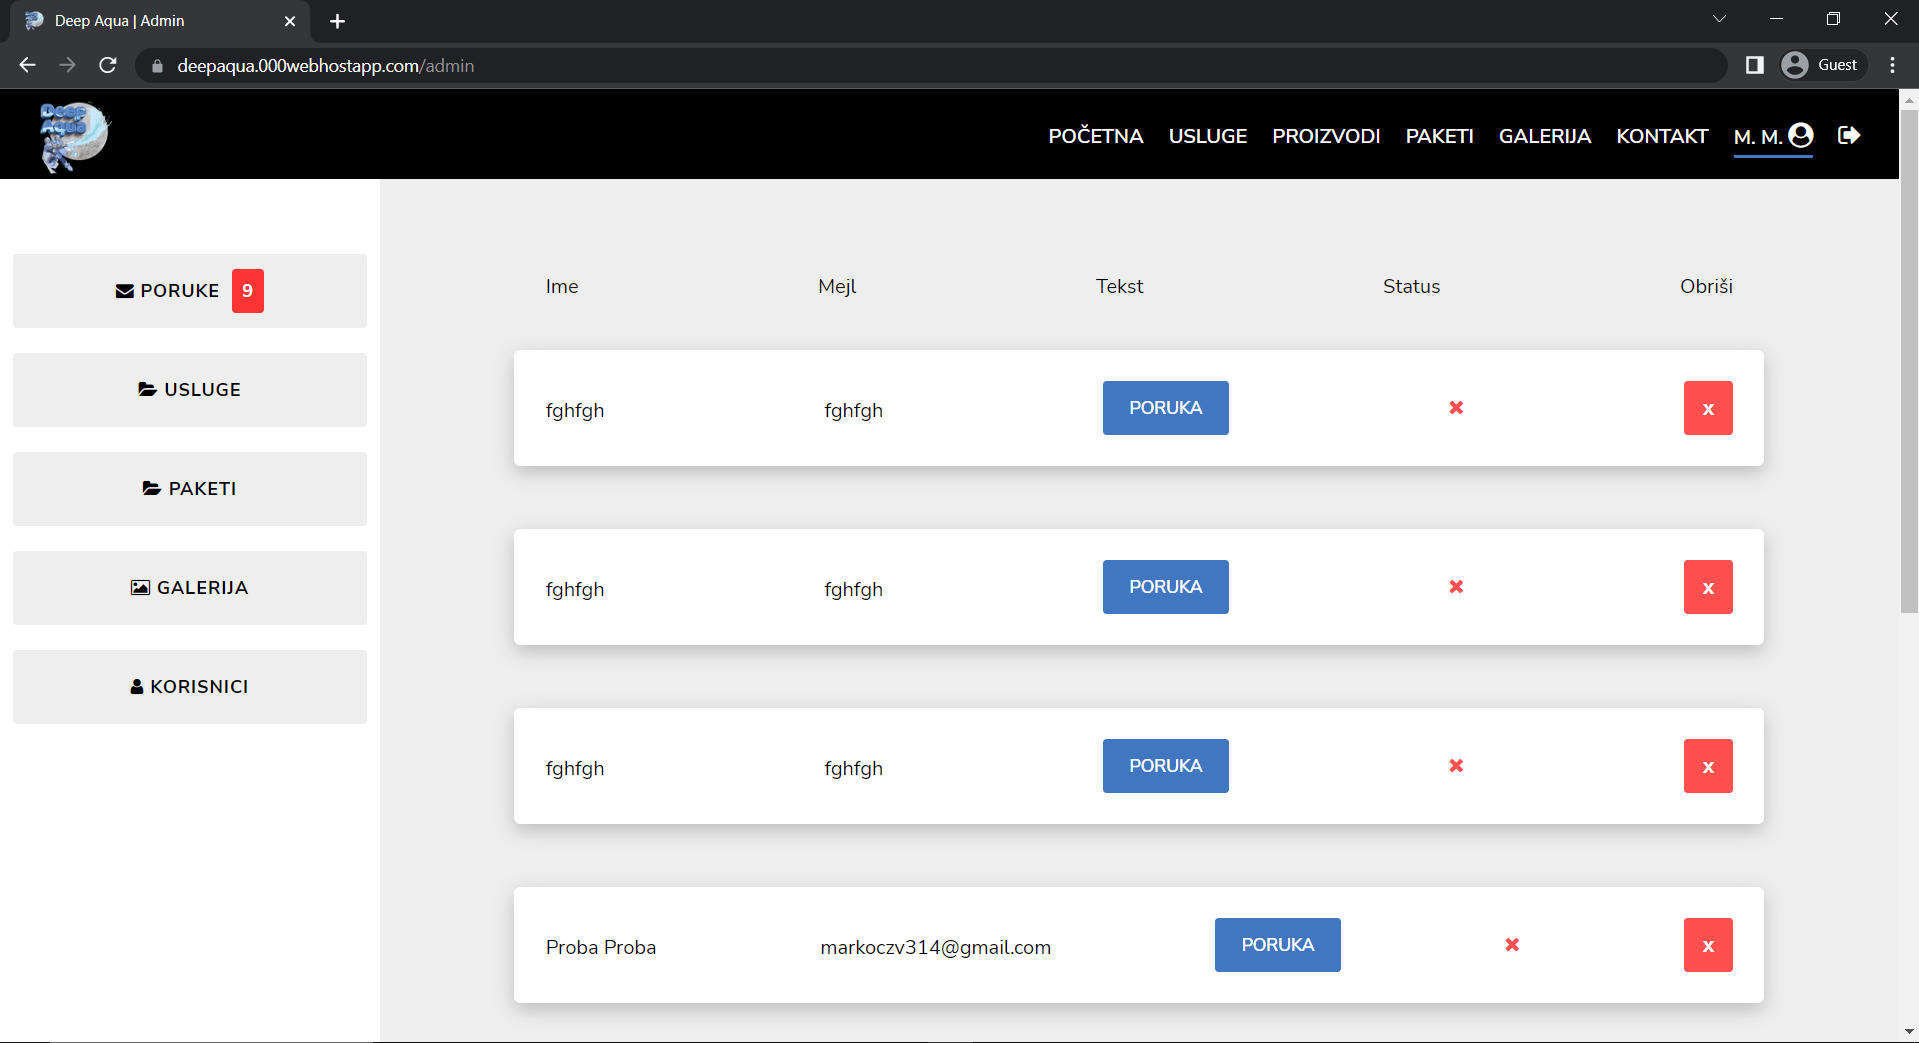 Deep Aqua | Admin
deepaqua.000webhostapp.com/admin
Guest
Deep
Aqua
POČETNA USLUGE PROIZVODI PAKETI GALERIJA KONTAKT M. M.
PORUKE 9
USLUGE
PAKETI
GALERIJA
KORISNICI
Ime Mejl Tekst Status Obriši
fghfgh fghfgh PORUKA x
fghfgh fghfgh PORUKA x
fghfgh fghfgh PORUKA x
Proba Proba markoczv314@gmail.com PORUKA x